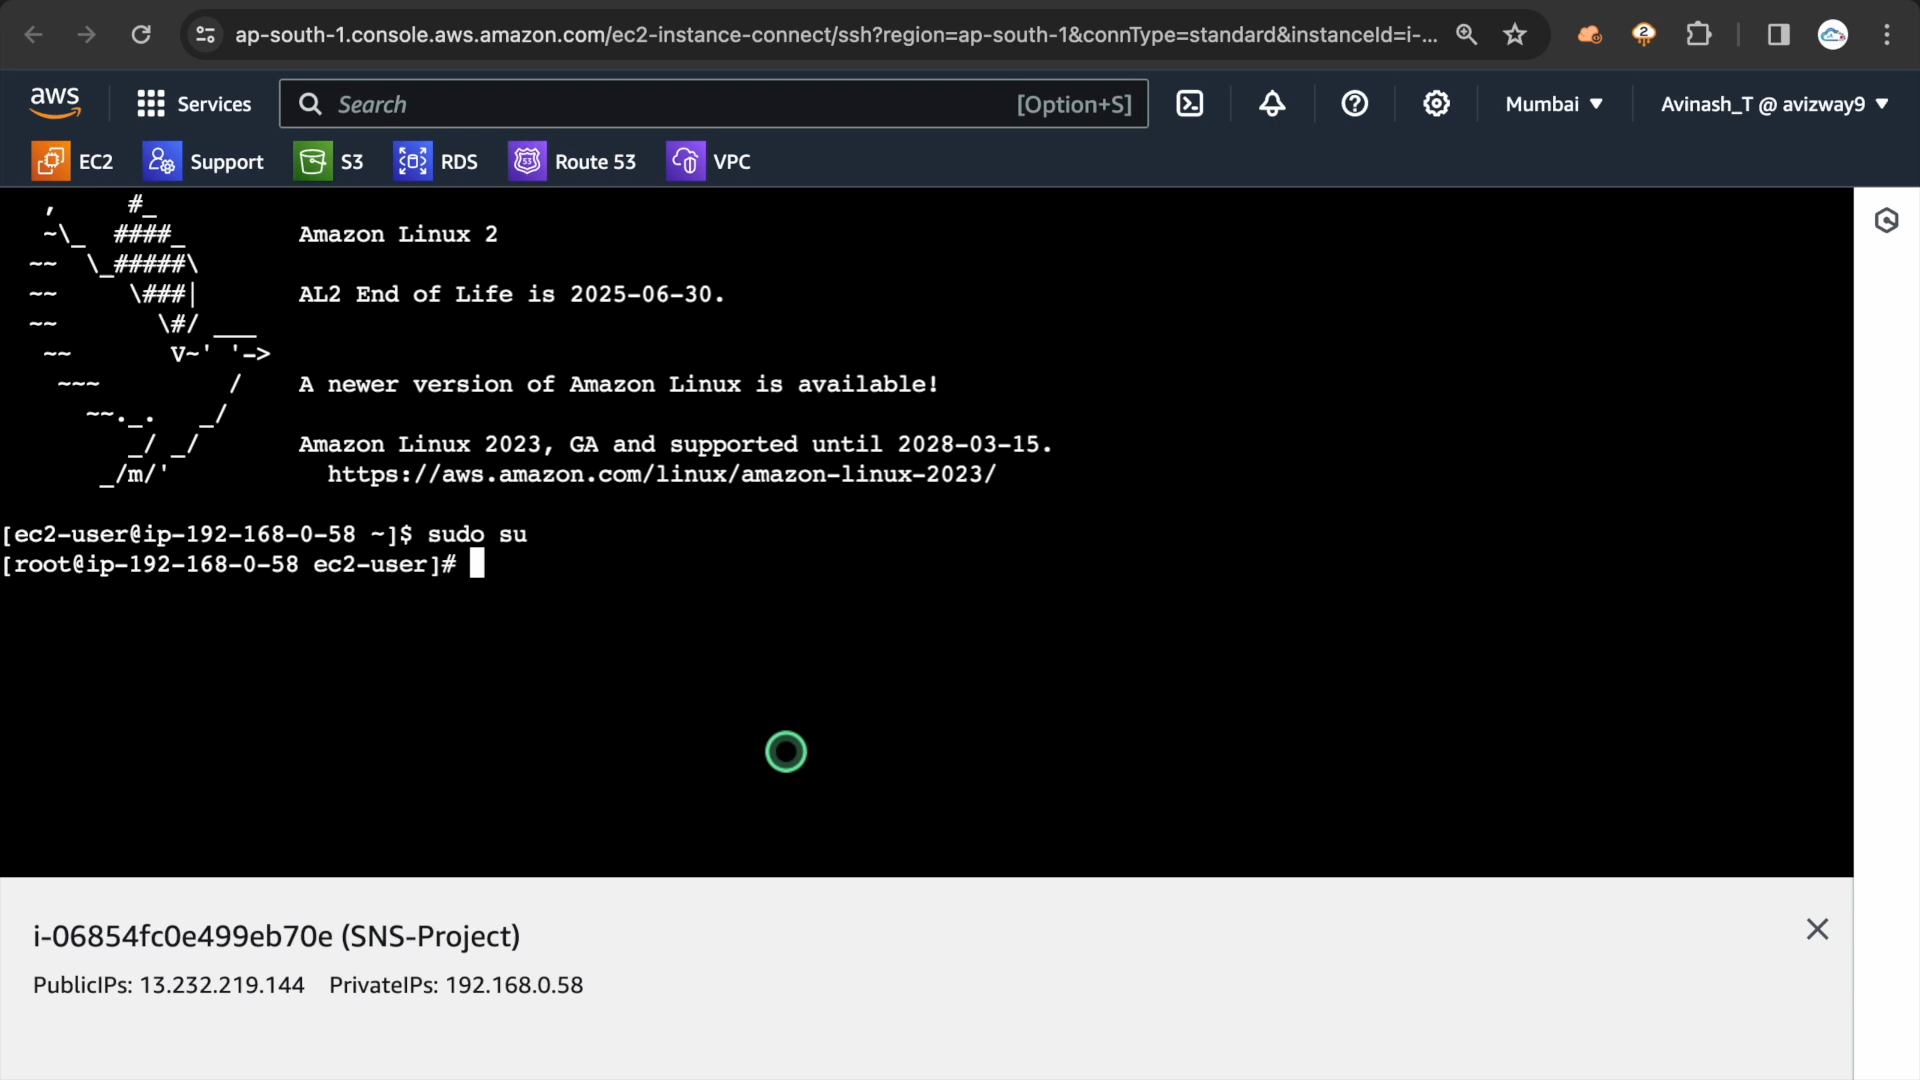 ap-south-1.console.aws.amazon.com/ec2-instance-connect/ssh?region=ap-south-1&connType=standard&instanceId=i-...
2
aws
Services
Search
[Option+S]
Mumbai
Avinash_T @ avizway9
EC2
Support
S3
RDS
53
Route 53
VPC
   ,     #_
   ~\_  ####_        Amazon Linux 2
  ~~  \_#####\
  ~~     \###|       AL2 End of Life is 2025-06-30.
  ~~       \#/ ___
   ~~       V~' '->
    ~~~         /    A newer version of Amazon Linux is available!
      ~~._.   _/
         _/ _/       Amazon Linux 2023, GA and supported until 2028-03-15.
       _/m/'           https://aws.amazon.com/linux/amazon-linux-2023/
[ec2-user@ip-192-168-0-58 ~]$ sudo su
[root@ip-192-168-0-58 ec2-user]#
i-06854fc0e499eb70e (SNS-Project)
PublicIPs: 13.232.219.144 PrivateIPs: 192.168.0.58